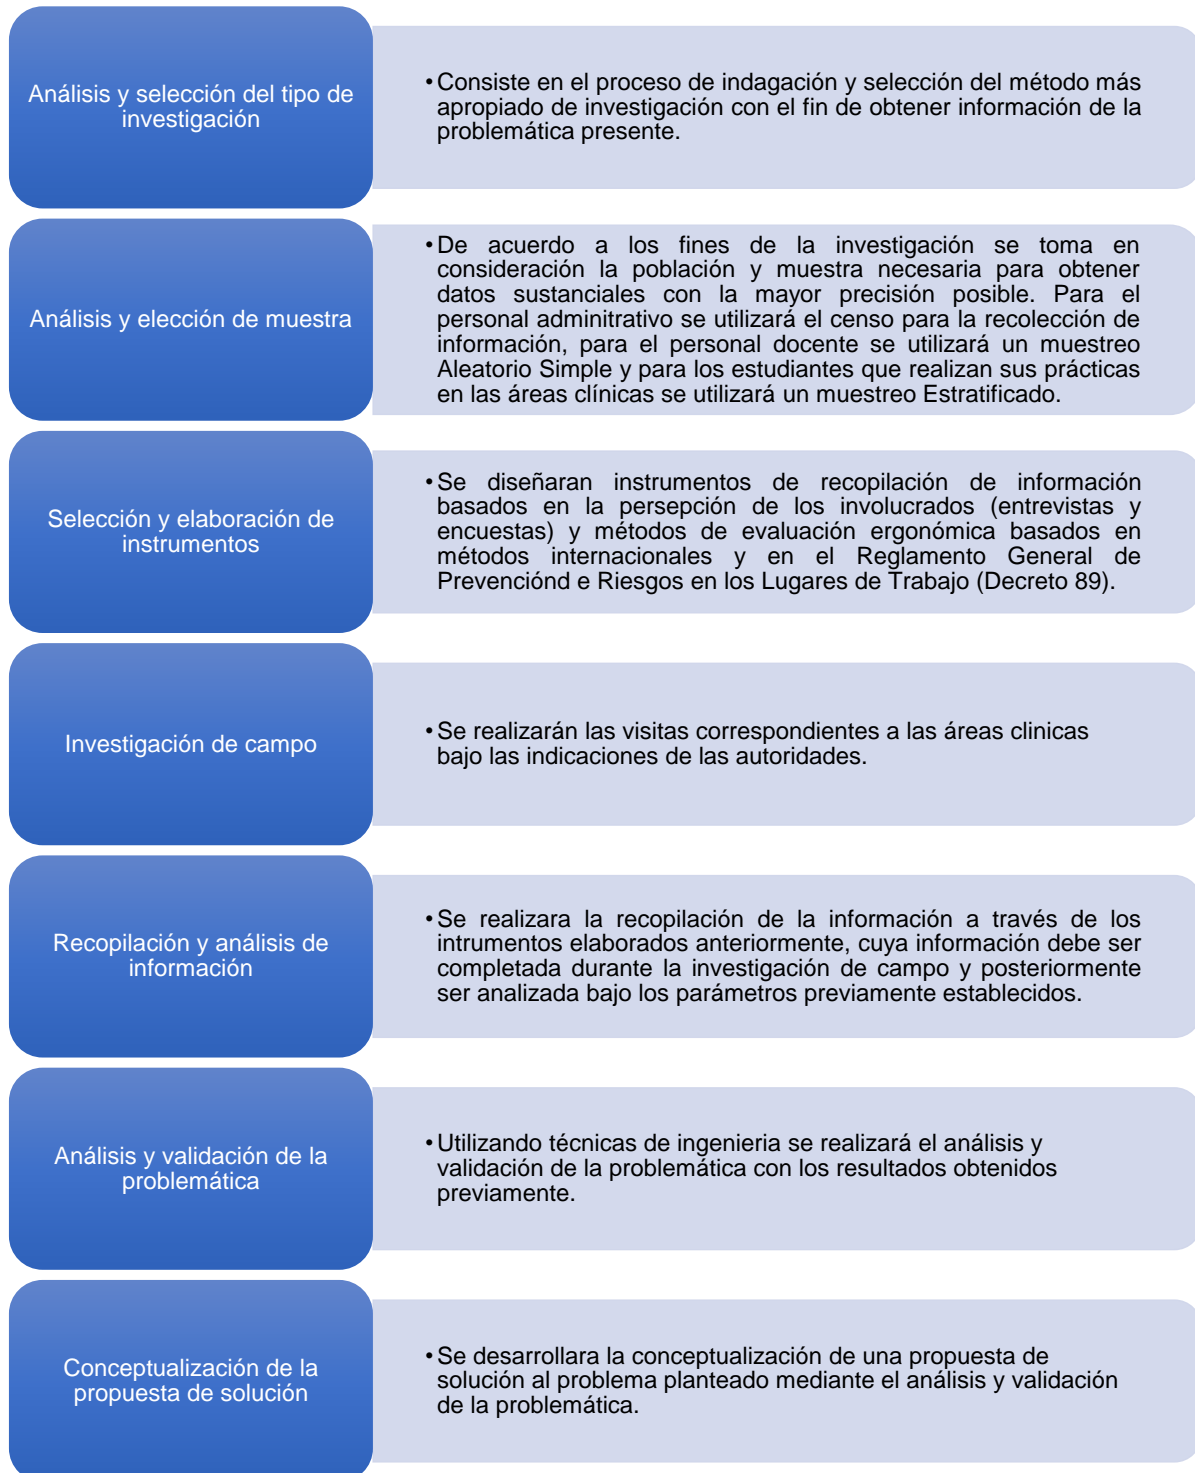 Análisis y selección del tipo de
investigación
•Consiste en el proceso de indagación y selección del método más
apropiado de investigación con el fin de obtener información de la
problemática presente.
Análisis y elección de muestra
•De acuerdo a los fines de la investigación se toma en
consideración la población y muestra necesaria para obtener
datos sustanciales con la mayor precisión posible. Para el
personal adminitrativo se utilizará el censo para la recolección de
información, para el personal docente se utilizará un muestreo
Aleatorio Simple y para los estudiantes que realizan sus prácticas
en las áreas clínicas se utilizará un muestreo Estratificado.
Selección y elaboración de
instrumentos
•Se diseñaran instrumentos de recopilación de información
basados en la persepción de los involucrados (entrevistas y
encuestas) y métodos de evaluación ergonómica basados en
métodos internacionales y en el Reglamento General de
Prevenciónd e Riesgos en los Lugares de Trabajo (Decreto 89).
Investigación de campo
•Se realizarán las visitas correspondientes a las áreas clinicas
bajo las indicaciones de las autoridades.
Recopilación y análisis de
información
•Se realizara la recopilación de la información a través de los
intrumentos elaborados anteriormente, cuya información debe ser
completada durante la investigación de campo y posteriormente
ser analizada bajo los parámetros previamente establecidos.
Análisis y validación de la
problemática
•Utilizando técnicas de ingenieria se realizará el análisis y
validación de la problemática con los resultados obtenidos
previamente.
Conceptualización de la
propuesta de solución
•Se desarrollara la conceptualización de una propuesta de
solución al problema planteado mediante el análisis y validación
de la problemática.